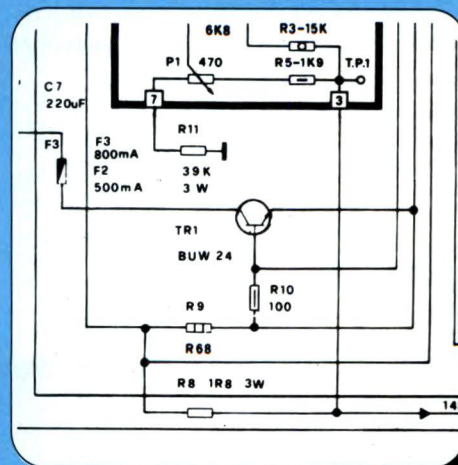 6K8
R3-15K
P1 470
R5-1K9
T.P.1
7
3
C7
220uF
R11
F3
F3
800mA
F2
500mA
39K
3 W
TR1
BUW 24
R10
100
R9
R68
R8 1R8 3W
14